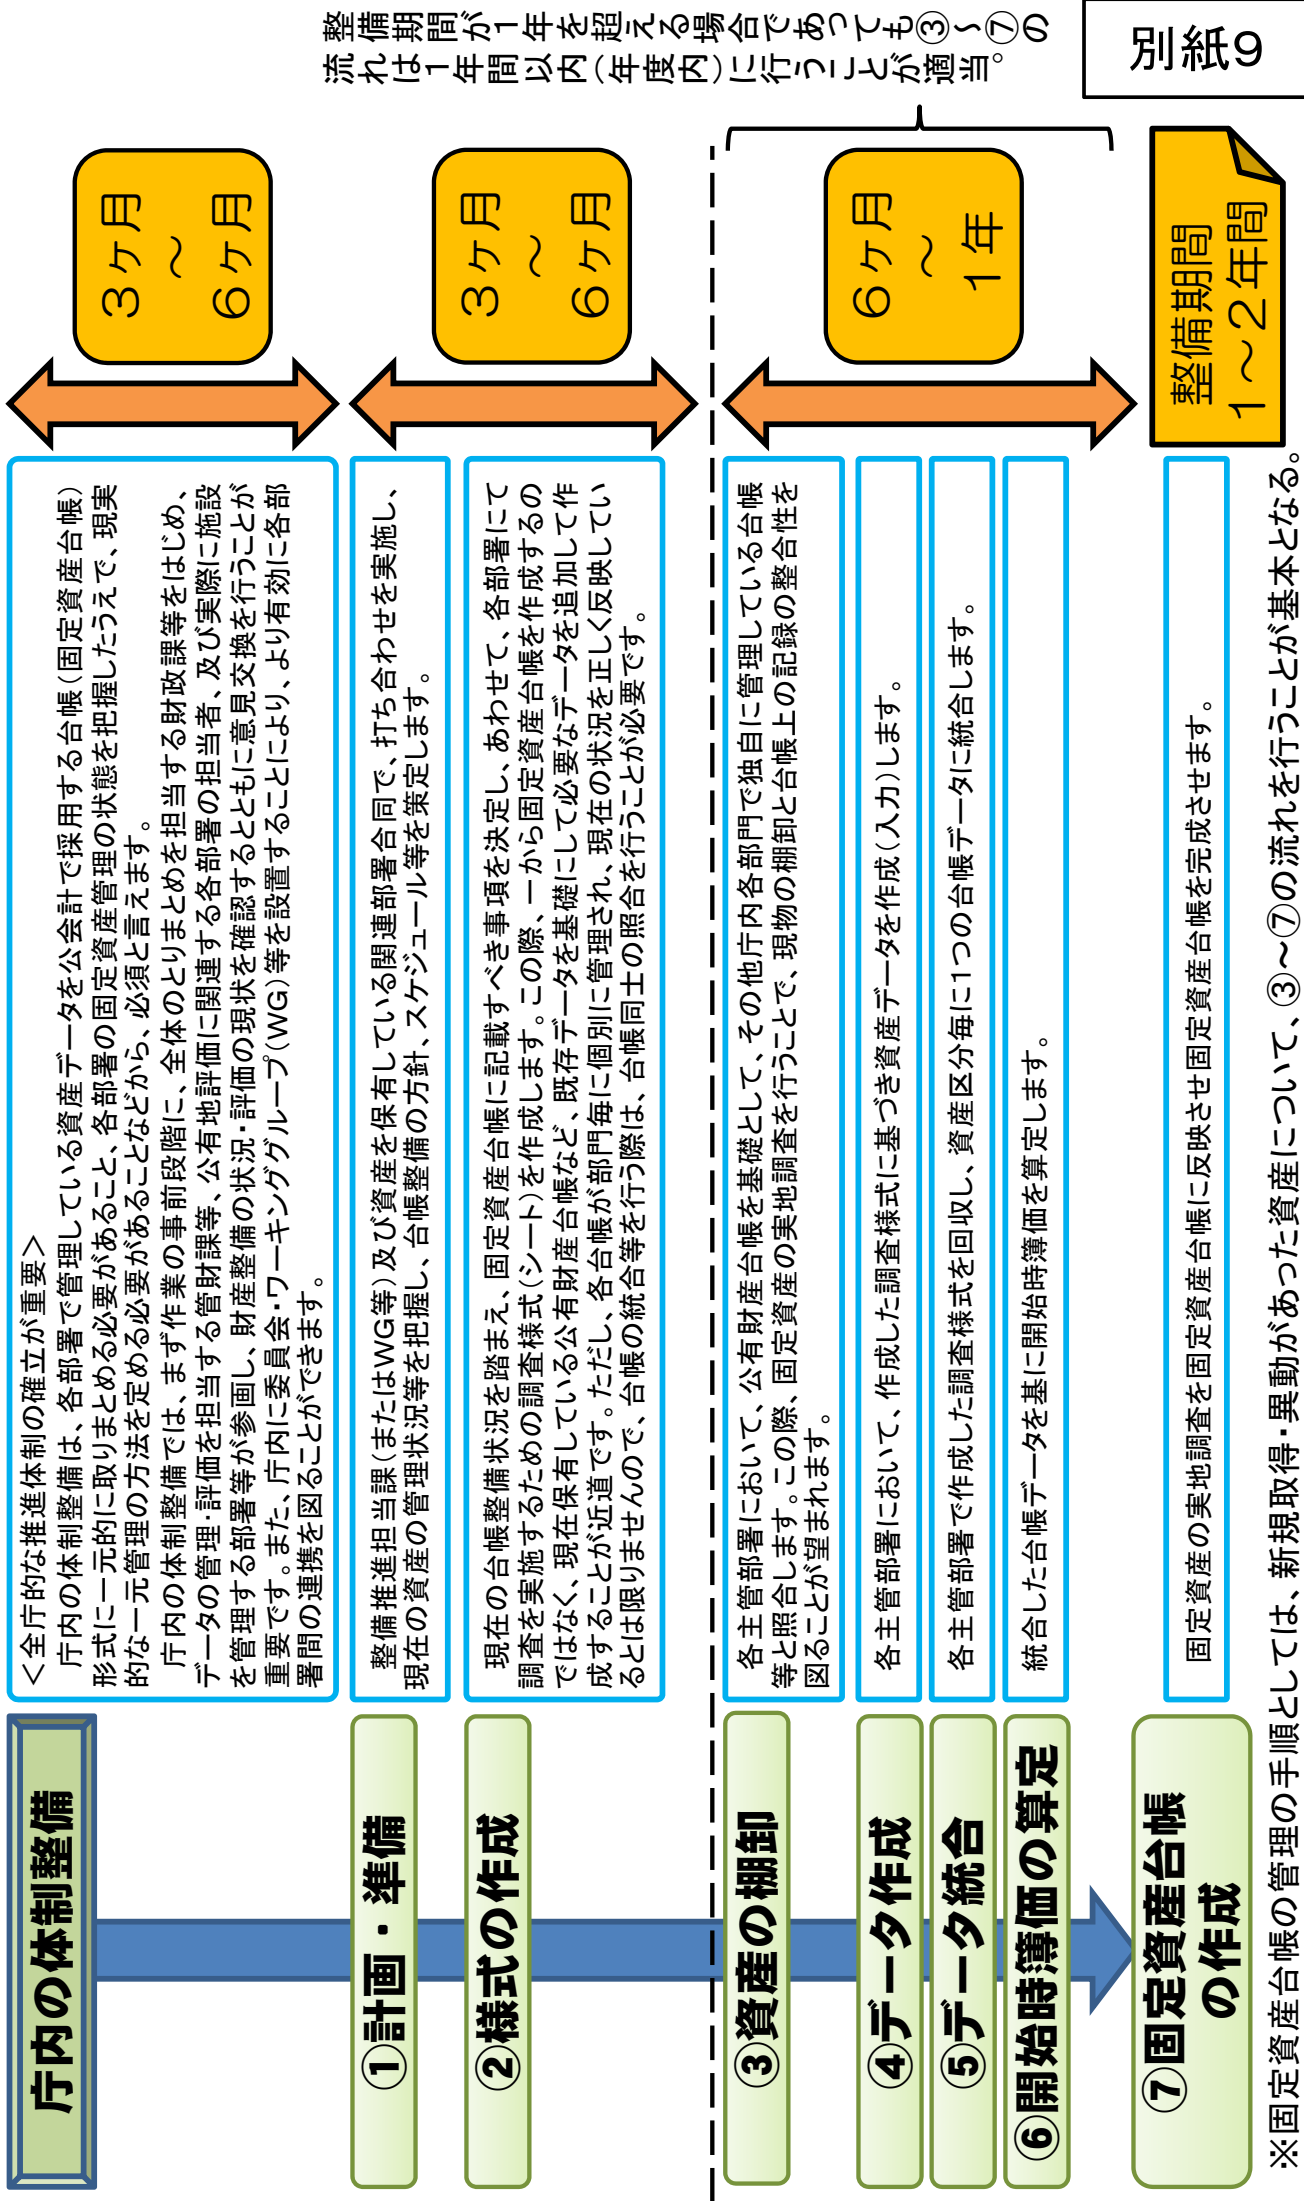 別紙9
庁内の体制整備
＜全庁的な推進体制の確立が重要＞
庁内の体制整備は、各部署で管理している資産データを公会計で採用する台帳（固定資産台帳）
形式に一元的に取りまとめる必要があること、各部署の固定資産管理の状態を把握したうえで、現実
的な一元管理の方法を定める必要があることなどから、必須と言えます。
庁内の体制整備では、まず作業の事前段階に、全体のとりまとめを担当する財政課等をはじめ、
データの管理・評価を担当する管財課等、公有地評価に関連する各部署の担当者、及び実際に施設
を管理する部署等が参画し、財産整備の状況・評価の現状を確認するとともに意見交換を行うことが
重要です。また、庁内に委員会・ワーキンググループ（WG）等を設置することにより、より有効に各部
署間の連携を図ることができます。
3ヶ月
～
6ヶ月
①計画・準備
整備推進担当課（またはWG等）及び資産を保有している関連部署合同で、打ち合わせを実施し、
現在の資産の管理状況等を把握し、台帳整備の方針、スケジュール等を策定します。
②様式の作成
現在の台帳整備状況を踏まえ、固定資産台帳に記載すべき事項を決定し、あわせて、各部署にて
調査を実施するための調査様式（シート）を作成します。この際、一から固定資産台帳を作成するの
ではなく、現在保有している公有財産台帳など、既存データを基礎にして必要なデータを追加して作
成することが近道です。ただし、各台帳が部門毎に個別に管理され、現在の状況を正しく反映してい
るとは限りませんので、台帳の統合等を行う際は、台帳同士の照合を行うことが必要です。
3ヶ月
～
6ヶ月
③資産の棚卸
各主管部署において、公有財産台帳を基礎として、その他庁内各部門で独自に管理している台帳
等と照合します。この際、固定資産の実地調査を行うことで、現物の棚卸と台帳上の記録の整合性を
図ることが望まれます。
④データ作成
各主管部署において、作成した調査様式に基づき資産データを作成（入力）します。
⑤データ統合
各主管部署で作成した調査様式を回収し、資産区分毎に1つの台帳データに統合します。
⑥開始時簿価の算定
統合した台帳データを基に開始時簿価を算定します。
6ヶ月
～
1年
整備期間が1年を超える場合であっても③～⑦の
流れは1年間以内（年度内）に行うことが適当。
⑦固定資産台帳
の作成
固定資産の実地調査を固定資産台帳に反映させ固定資産台帳を完成させます。
整備期間
1～2年間
※固定資産台帳の管理の手順としては、新規取得・異動があった資産について、③～⑦の流れを行うことが基本となる。